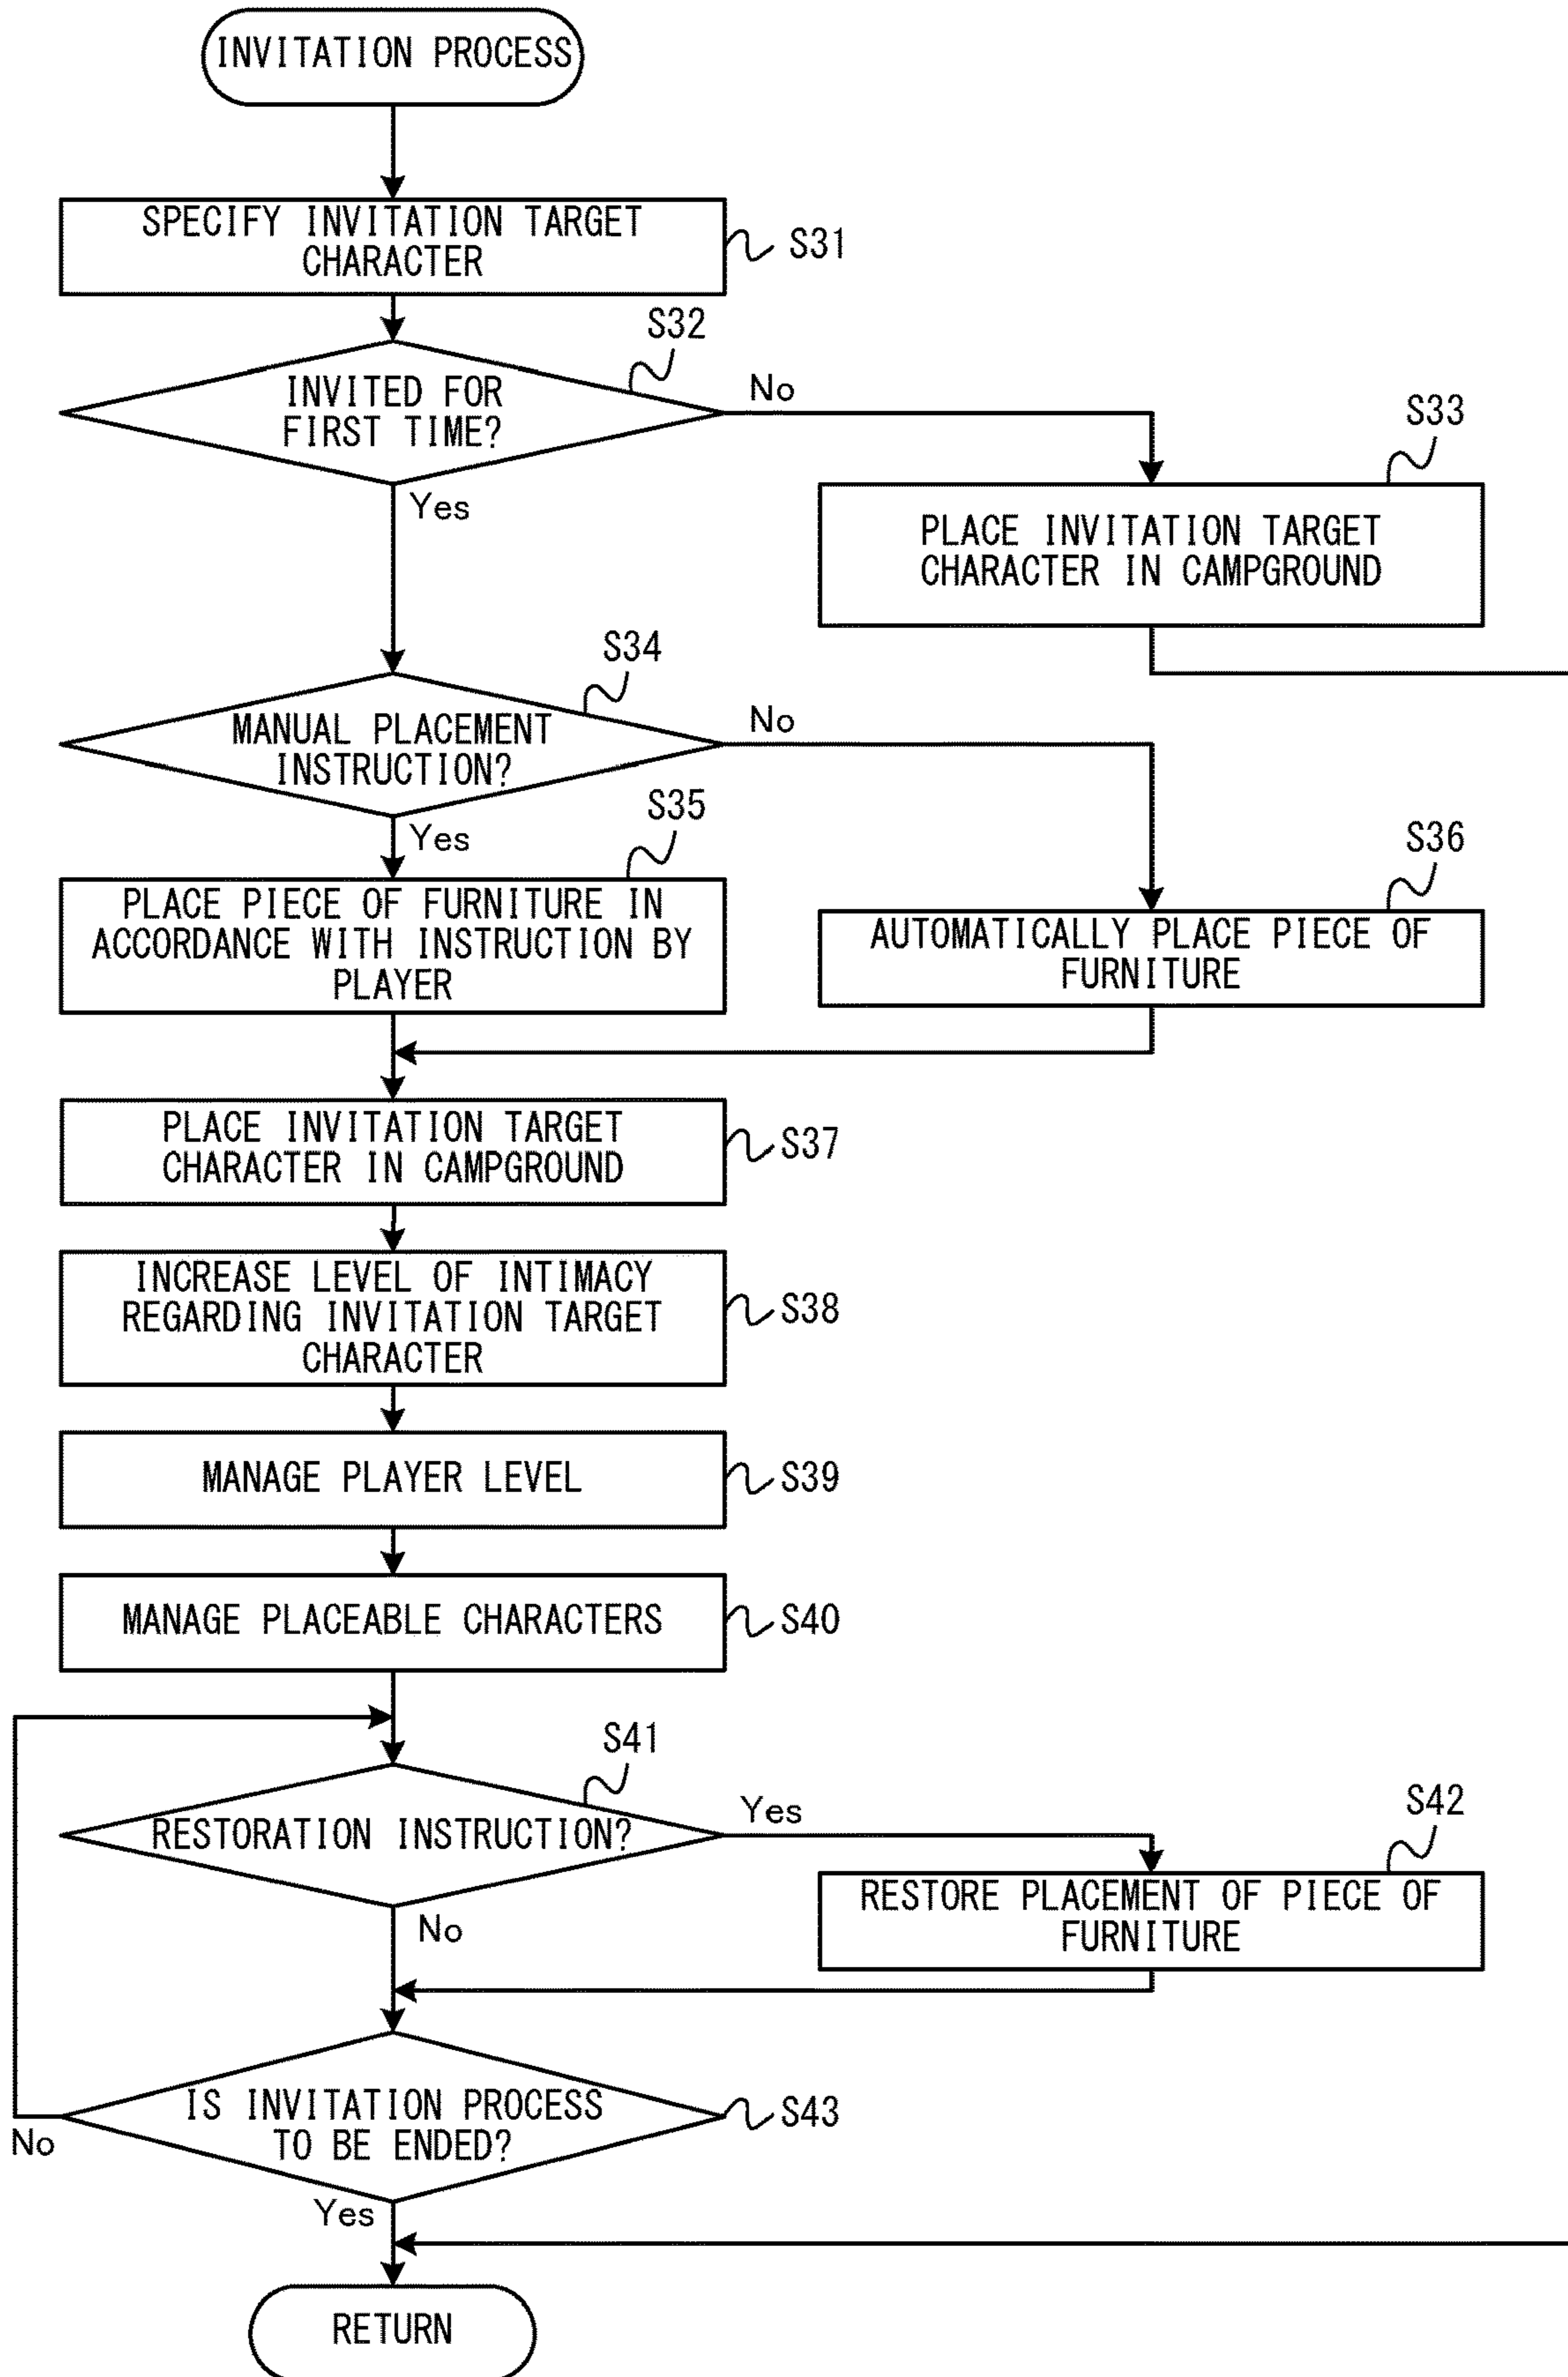 INVITATION PROCESS
SPECIFY INVITATION TARGET
CHARACTER
S31
S32
INVITED FOR
FIRST TIME?
No
Yes
S33
PLACE INVITATION TARGET
CHARACTER IN CAMPGROUND
S34
MANUAL PLACEMENT
INSTRUCTION?
No
Yes
S35
PLACE PIECE OF FURNITURE IN
ACCORDANCE WITH INSTRUCTION BY
PLAYER
S36
AUTOMATICALLY PLACE PIECE OF
FURNITURE
PLACE INVITATION TARGET
CHARACTER IN CAMPGROUND
S37
INCREASE LEVEL OF INTIMACY
REGARDING INVITATION TARGET
CHARACTER
S38
MANAGE PLAYER LEVEL
S39
MANAGE PLACEABLE CHARACTERS
S40
S41
RESTORATION INSTRUCTION?
Yes
No
S42
RESTORE PLACEMENT OF PIECE OF
FURNITURE
IS INVITATION PROCESS
TO BE ENDED?
S43
No
Yes
RETURN